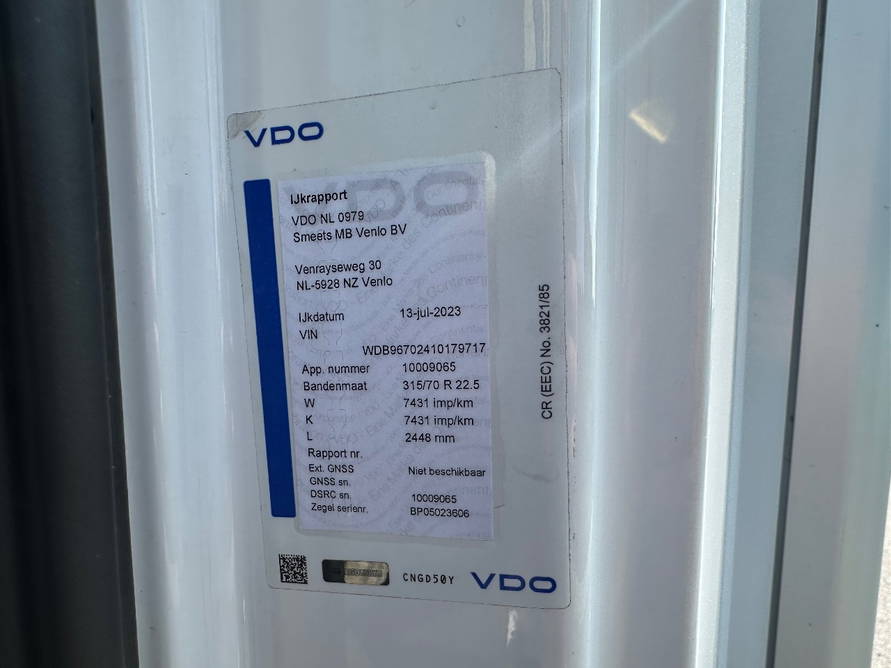 VDO
IJkrapport
VDO NL 0979
Smeets MB Venlo BV
Venrayseweg 30
NL-5928 NZ Venlo
IJkdatum 13-jul-2023
VIN
WDB96702410179717
App. nummer 10009065
Bandenmaat 315/70 R 22.5
W 7431 imp/km
K 7431 imp/km
L 2448 mm
Rapport nr.
Ext. GNSS Niet beschikbaar
GNSS sn.
DSRC sn. 10009065
Zegel serienr. BP05023606
CR (EEC) No. 3821/85
CNGD50Y VDO